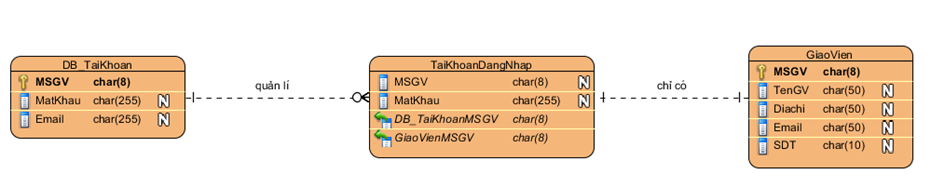 DB_TaiKhoan
MSGV char(8)
MatKhau char(255) N
Email char(255) N
quản lí
TaiKhoanDangNhap
MSGV char(8) N
MatKhau char(255) N
DB_TaiKhoanMSGV char(8)
GiaoVienMSGV char(8)
chỉ có
GiaoVien
MSGV char(8)
TenGV char(50) N
Diachi char(50) N
Email char(50) N
SDT char(10) N